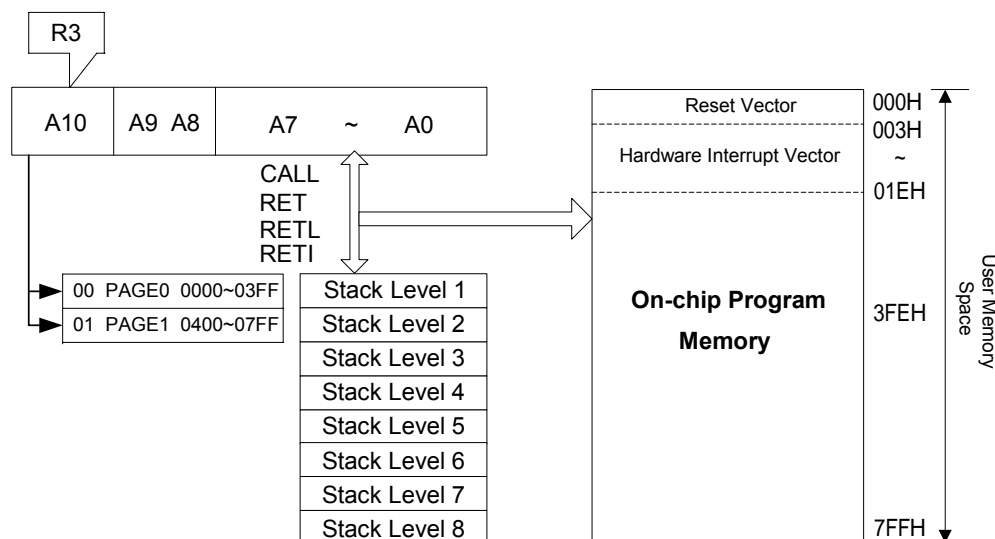 R3
A10
A9 A8
A7 ~ A0
CALL
RET
RETL
RETI
00 PAGE0 0000~03FF
01 PAGE1 0400~07FF
Stack Level 1
Stack Level 2
Stack Level 3
Stack Level 4
Stack Level 5
Stack Level 6
Stack Level 7
Stack Level 8
Reset Vector
Hardware Interrupt Vector
On-chip Program
Memory
000H
003H
~
01EH
3FEH
7FFH
User Memory
Space